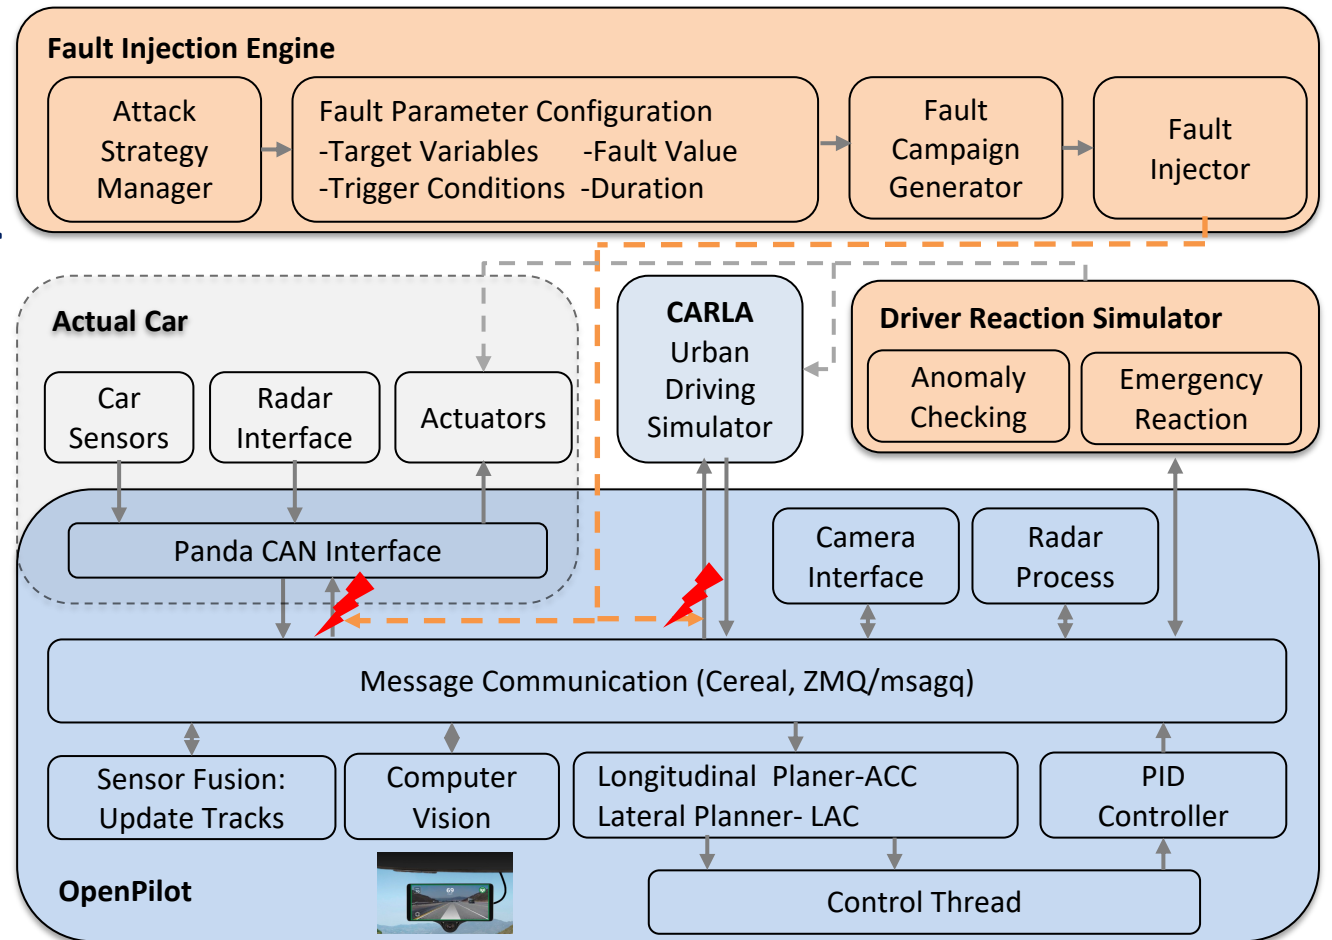 Fault Injection Engine
Attack
Strategy
Manager
Fault Parameter Configuration
-Target Variables -Fault Value
-Trigger Conditions -Duration
Fault
Campaign
Generator
Fault
Injector
Actual Car
Car
Sensors
Radar
Interface
Actuators
CARLA
Urban
Driving
Simulator
Driver Reaction Simulator
Anomaly
Checking
Emergency
Reaction
Panda CAN Interface
Camera
Interface
Radar
Process
Message Communication (Cereal, ZMQ/msagq)
Sensor Fusion:
Update Tracks
Computer
Vision
Longitudinal Planer-ACC
Lateral Planner- LAC
PID
Controller
OpenPilot
69
Control Thread